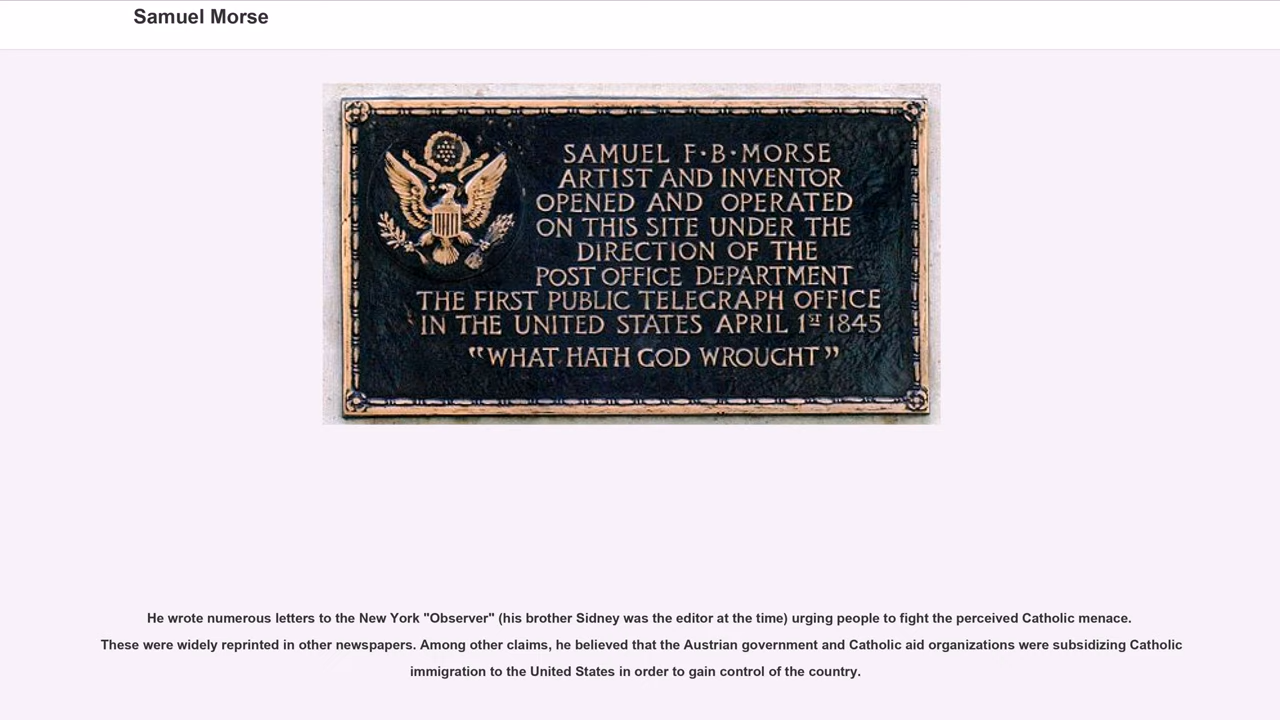 Samuel Morse
SAMUEL F·B·MORSE
ARTIST AND INVENTOR
OPENED AND OPERATED
ON THIS SITE UNDER THE
DIRECTION OF THE
POST OFFICE DEPARTMENT
THE FIRST PUBLIC TELEGRAPH OFFICE
IN THE UNITED STATES APRIL 1ST 1845
"WHAT HATH GOD WROUGHT"
He wrote numerous letters to the New York "Observer" (his brother Sidney was the editor at the time) urging people to fight the perceived Catholic menace.
These were widely reprinted in other newspapers. Among other claims, he believed that the Austrian government and Catholic aid organizations were subsidizing Catholic
immigration to the United States in order to gain control of the country.